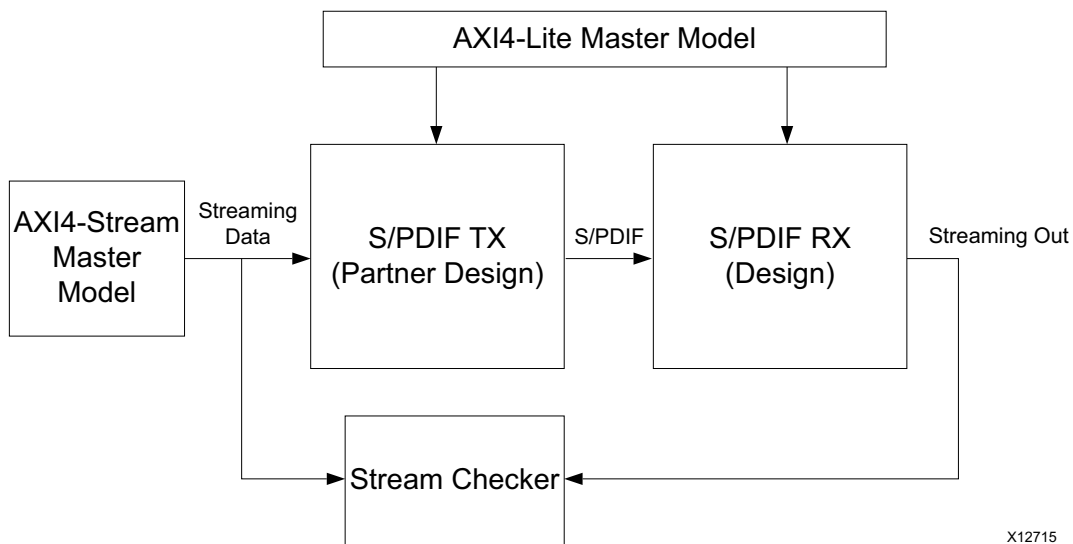 AXI4-Lite Master Model
AXI4-Stream
Master
Model
Streaming
Data
S/PDIF TX
(Partner Design)
S/PDIF
S/PDIF RX
(Design)
Streaming Out
Stream Checker
X12715